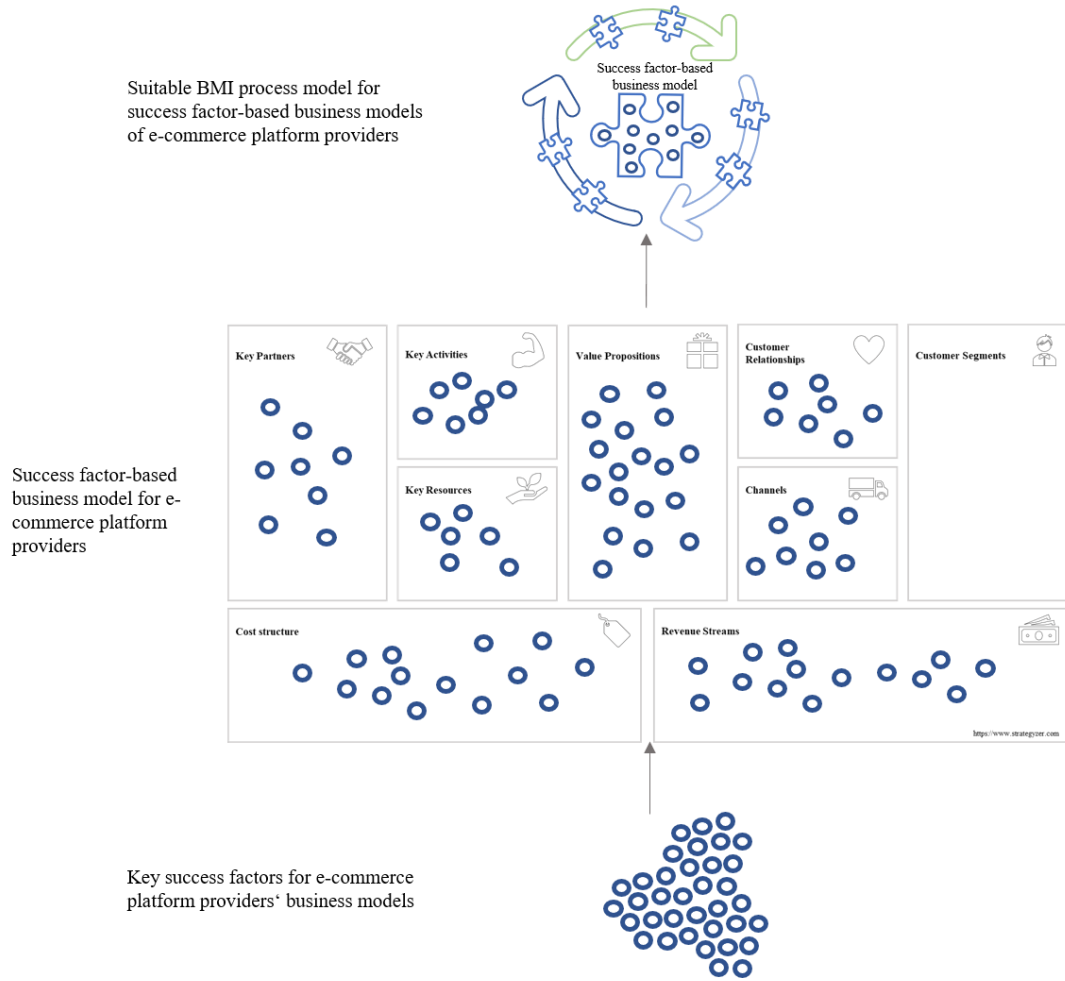 Success factor-based
business model
Suitable BMI process model for
success factor-based business models
of e-commerce platform providers
Key Partners
Key Activities
Value Propositions
Customer
Relationships
Customer Segments
Success factor-based
business model for e-
commerce platform
providers
Key Resources
Channels
Cost structure
Revenue Streams
https//www.strategyzer.com
Key success factors for e-commerce
platform providers‘ business models